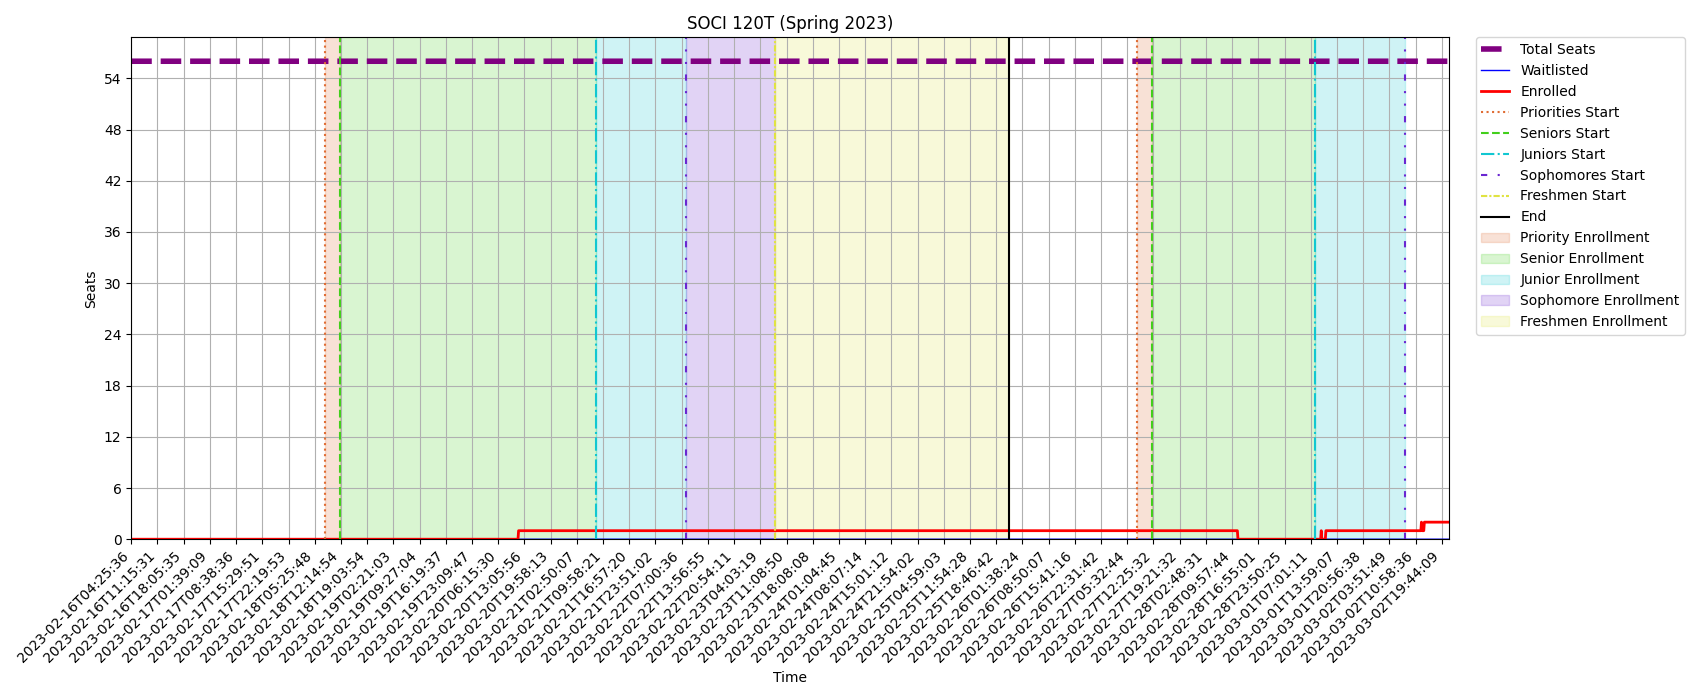 SOCI 120T (Spring 2023)
Seats
54
48
42
36
30
24
18
12
6
0
2023-02-16T04:25:36
2023-02-16T11:15:31
2023-02-16T18:05:35
2023-02-17T01:39:09
2023-02-17T08:38:36
2023-02-17T15:29:51
2023-02-17T22:19:53
2023-02-18T05:25:48
2023-02-18T12:14:54
2023-02-18T19:03:54
2023-02-19T02:21:03
2023-02-19T09:27:04
2023-02-19T16:19:37
2023-02-19T23:09:47
2023-02-20T06:15:30
2023-02-20T13:05:56
2023-02-20T19:58:13
2023-02-21T02:50:07
2023-02-21T09:58:21
2023-02-21T16:57:20
2023-02-21T23:51:02
2023-02-22T07:00:36
2023-02-22T13:56:55
2023-02-22T20:54:11
2023-02-23T04:03:19
2023-02-23T11:08:50
2023-02-23T18:08:08
2023-02-24T01:04:45
2023-02-24T08:07:14
2023-02-24T15:01:12
2023-02-24T21:54:02
2023-02-25T04:59:03
2023-02-25T11:54:28
2023-02-25T18:46:42
2023-02-26T01:38:24
2023-02-26T08:50:07
2023-02-26T15:41:16
2023-02-26T22:31:42
2023-02-27T05:32:44
2023-02-27T12:25:32
2023-02-27T19:21:32
2023-02-28T02:48:31
2023-02-28T09:57:44
2023-02-28T16:55:01
2023-02-28T23:50:25
2023-03-01T07:01:11
2023-03-01T13:59:07
2023-03-01T20:56:38
2023-03-02T03:51:49
2023-03-02T10:58:36
2023-03-02T19:44:09
Time
Total Seats
Waitlisted
Enrolled
Priorities Start
Seniors Start
Juniors Start
Sophomores Start
Freshmen Start
End
Priority Enrollment
Senior Enrollment
Junior Enrollment
Sophomore Enrollment
Freshmen Enrollment